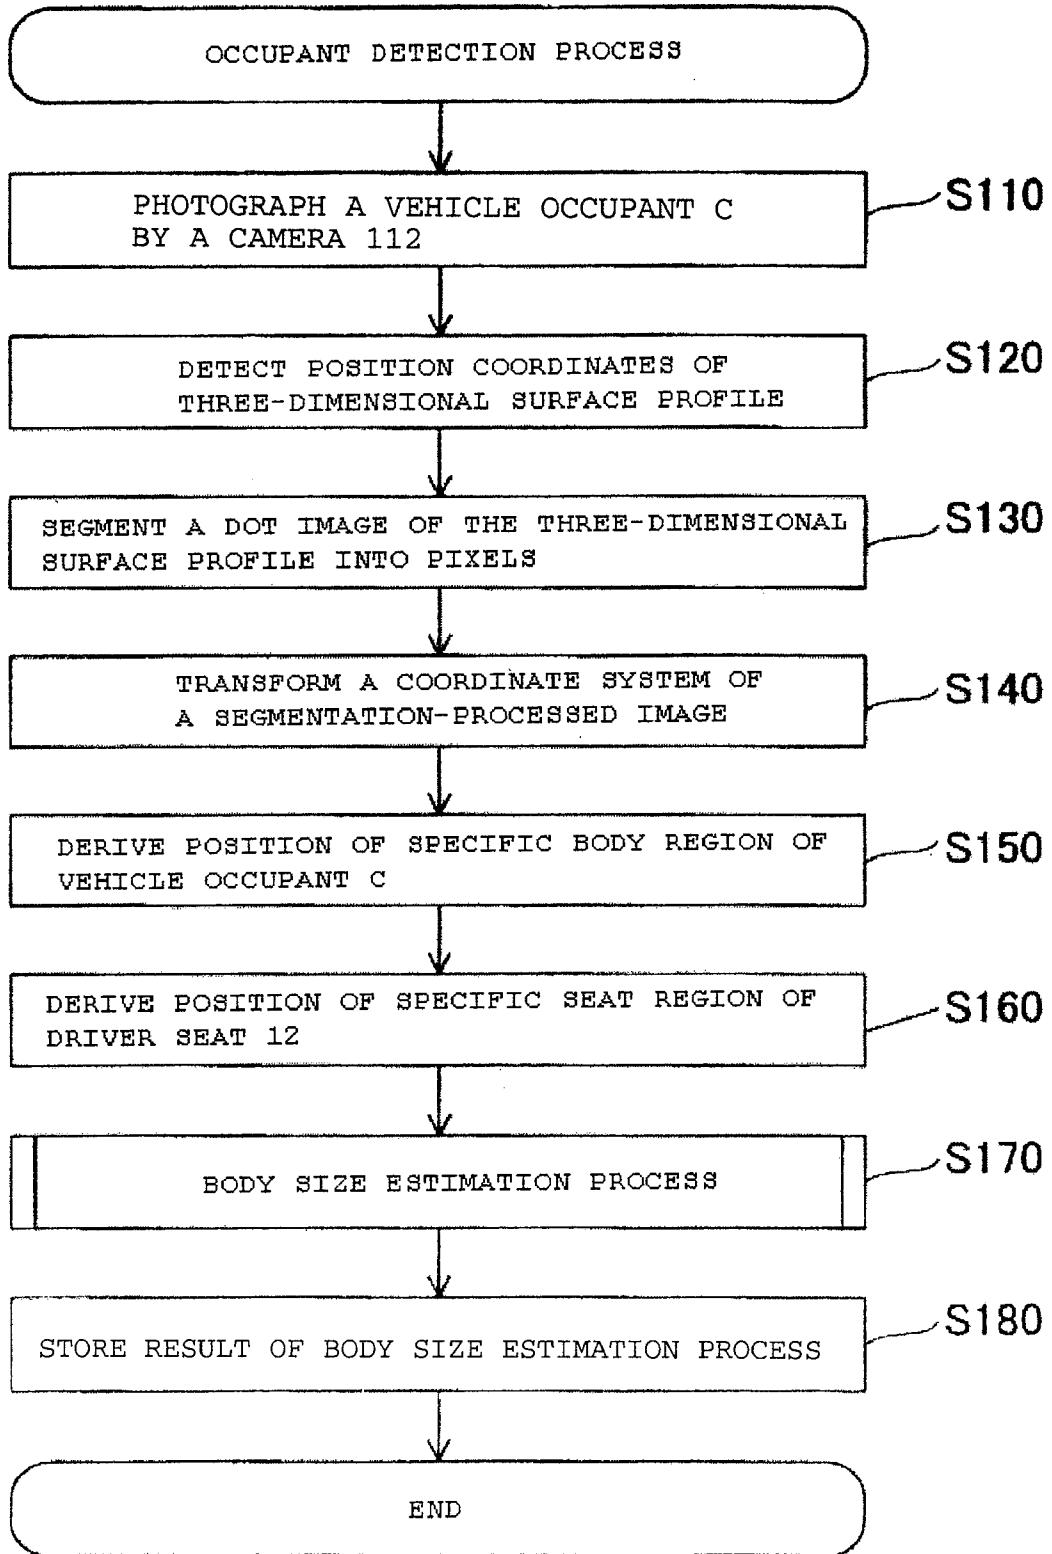 OCCUPANT DETECTION PROCESS
PHOTOGRAPH A VEHICLE OCCUPANT C
BY A CAMERA 112
S110
DETECT POSITION COORDINATES OF
THREE-DIMENSIONAL SURFACE PROFILE
S120
SEGMENT A DOT IMAGE OF THE THREE-DIMENSIONAL
SURFACE PROFILE INTO PIXELS
S130
TRANSFORM A COORDINATE SYSTEM OF
A SEGMENTATION-PROCESSED IMAGE
S140
DERIVE POSITION OF SPECIFIC BODY REGION OF
VEHICLE OCCUPANT C
S150
DERIVE POSITION OF SPECIFIC SEAT REGION OF
DRIVER SEAT 12
S160
BODY SIZE ESTIMATION PROCESS
S170
STORE RESULT OF BODY SIZE ESTIMATION PROCESS
S180
END